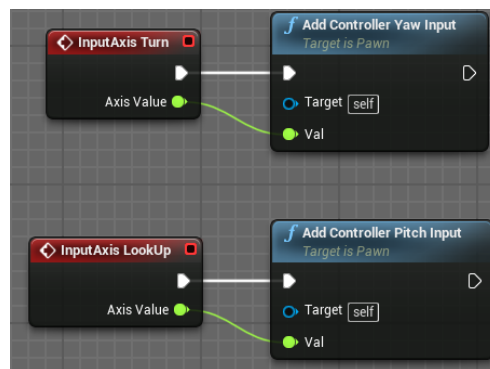 InputAxis Turn
Axis Value
f Add Controller Yaw Input
Target is Pawn
Target self
Val
InputAxis LookUp
Axis Value
f Add Controller Pitch Input
Target is Pawn
Target self
Val